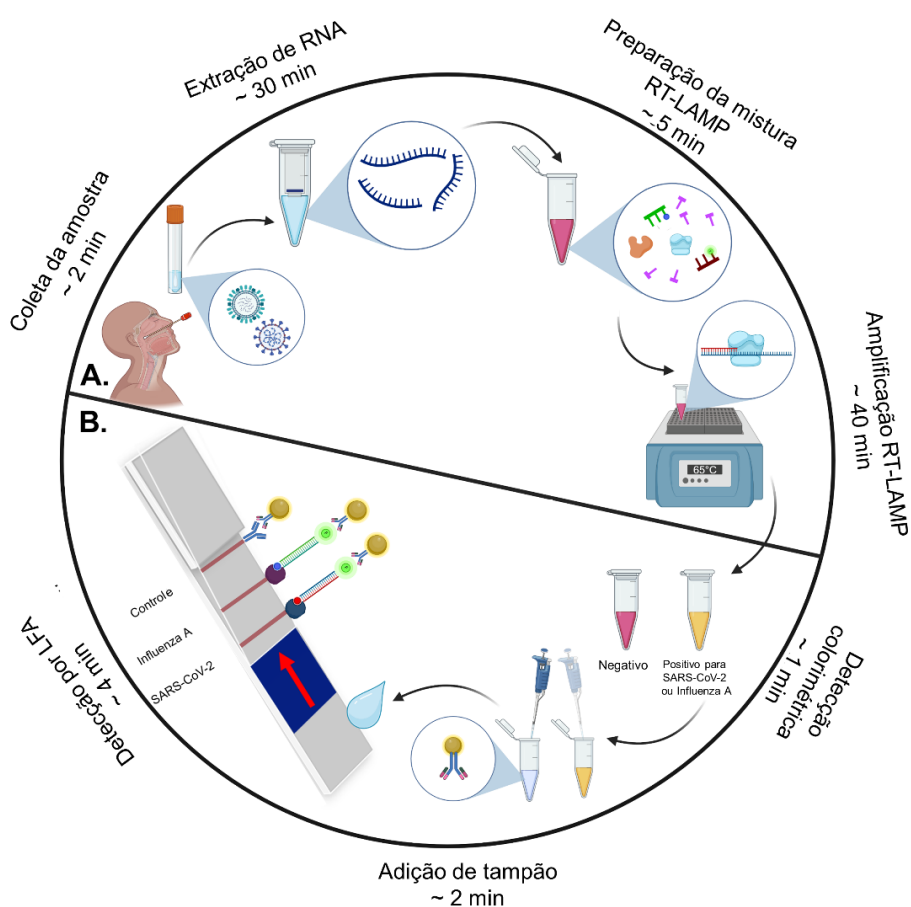 Coleta da amostra
~ 2 min
Extração de RNA
~ 30 min
Preparação da mistura
RT-LAMP
~ 5 min
Amplificação RT-LAMP
~ 40 min
A.
65°C
B.
Detecção
colorimétrica
~ 1 min
Negativo
Positivo para
SARS-CoV-2
ou Influenza A
Adição de tampão
~ 2 min
Detecção por LFA
~ 4 min
Controle
Influenza A
SARS-CoV-2